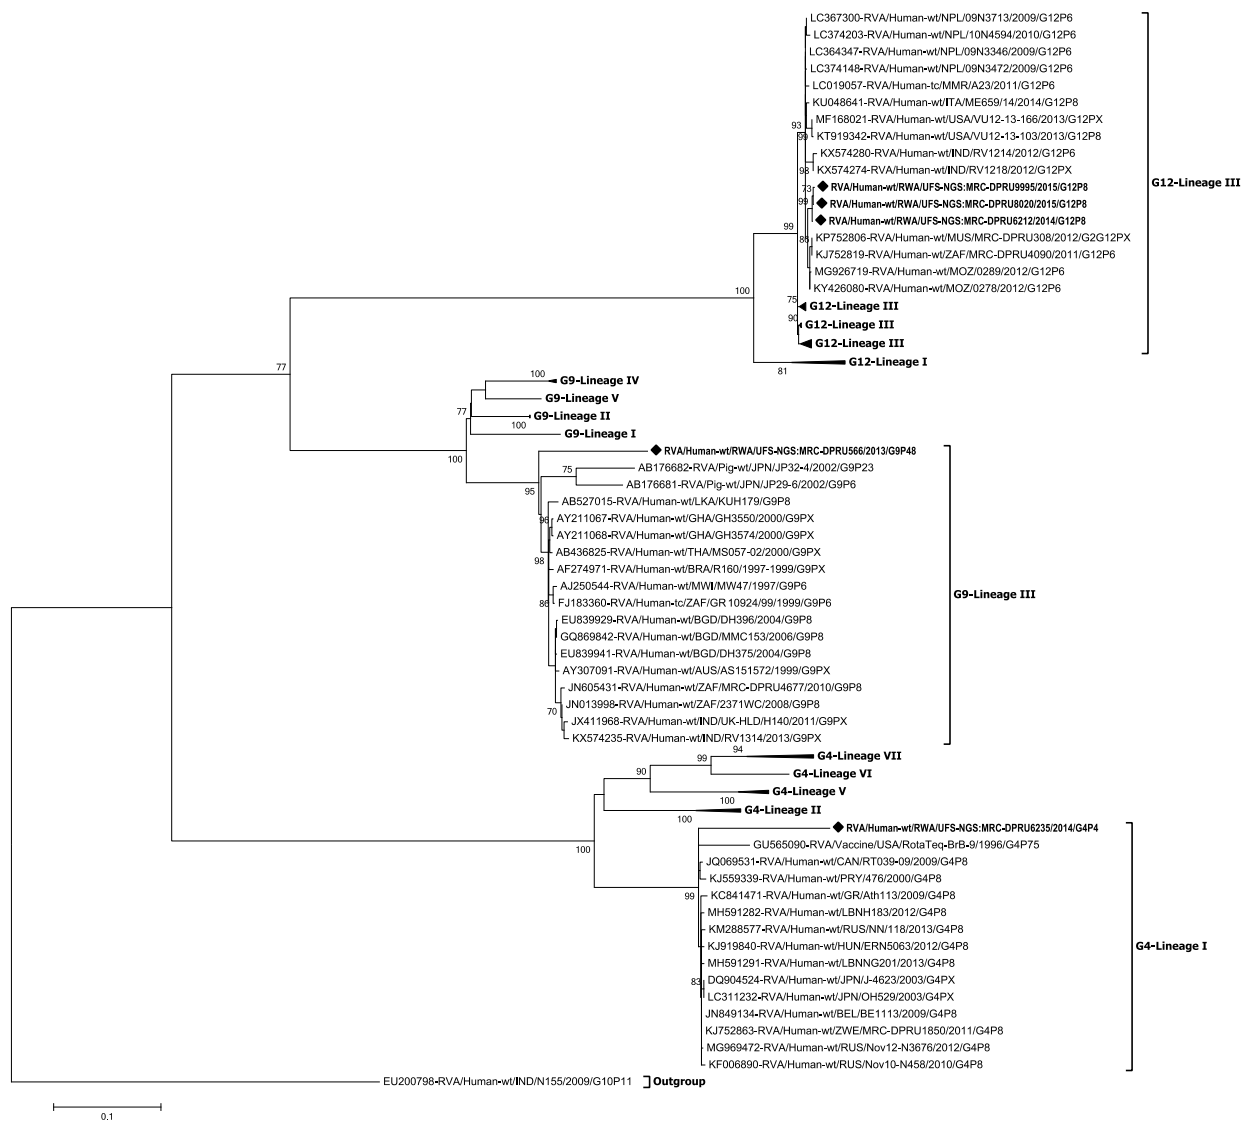 LC367300-RVA/Human-wt/NPL/09N3713/2009/G12P6
LC374203-RVA/Human-wt/NPL/10N4594/2010/G12P6
LC364347-RVA/Human-wt/NPL/09N3346/2009/G12P6
LC374148-RVA/Human-wt/NPL/09N3472/2009/G12P6
LC019057-RVA/Human-tc/MMR/A23/2011/G12P6
KU048641-RVA/Human-wt/ITA/ME659/14/2014/G12P8
MF168021-RVA/Human-wt/USA/VU12-13-166/2013/G12PX
93
99
KT919342-RVA/Human-wt/USA/VU12-13-103/2013/G12P8
KX574280-RVA/Human-wt/IND/RV1214/2012/G12P6
98
KX574274-RVA/Human-wt/IND/RV1218/2012/G12PX
G12-Lineage III
73
RVA/Human-wt/RWA/UFS-NGS:MRC-DPRU9995/2015/G12P8
99
RVA/Human-wt/RWA/UFS-NGS:MRC-DPRU8020/2015/G12P8
99
RVA/Human-wt/RWA/UFS-NGS:MRC-DPRU6212/2014/G12P8
KP752806-RVA/Human-wt/MUS/MRC-DPRU308/2012/G2G12PX
KJ752819-RVA/Human-wt/ZAF/MRC-DPRU4090/2011/G12P6
MG926719-RVA/Human-wt/MOZ/0289/2012/G12P6
100
KY426080-RVA/Human-wt/MOZ/0278/2012/G12P6
75
G12-Lineage III
90
G12-Lineage III
G12-Lineage III
77
G12-Lineage I
81
100
G9-Lineage IV
G9-Lineage V
77
G9-Lineage II
100
G9-Lineage I
100
RVA/Human-wt/RWA/UFS-NGS:MRC-DPRU566/2013/G9P48
75
AB176682-RVA/Pig-wt/JPN/JP32-4/2002/G9P23
95
AB176681-RVA/Pig-wt/JPN/JP29-6/2002/G9P6
AB527015-RVA/Human-wt/LKA/KUH179/G9P8
AY211067-RVA/Human-wt/GHA/GH3550/2000/G9PX
AY211068-RVA/Human-wt/GHA/GH3574/2000/G9PX
AB436825-RVA/Human-wt/THA/MS057-02/2000/G9PX
98
AF274971-RVA/Human-wt/BRA/R160/1997-1999/G9PX
AJ250544-RVA/Human-wt/MWI/MW47/1997/G9P6
G9-Lineage III
86
FJ183360-RVA/Human-tc/ZAF/GR 10924/99/1999/G9P6
EU839929-RVA/Human-wt/BGD/DH396/2004/G9P8
GQ869842-RVA/Human-wt/BGD/MMC153/2006/G9P8
EU839941-RVA/Human-wt/BGD/DH375/2004/G9P8
AY307091-RVA/Human-wt/AUS/AS151572/1999/G9PX
JN605431-RVA/Human-wt/ZAF/MRC-DPRU4677/2010/G9P8
JN013998-RVA/Human-wt/ZAF/2371WC/2008/G9P8
70
JX411968-RVA/Human-wt/IND/UK-HLD/H140/2011/G9PX
KX574235-RVA/Human-wt/IND/RV1314/2013/G9PX
94
G4-Lineage VII
99
90
G4-Lineage VI
G4-Lineage V
100
G4-Lineage II
100
RVA/Human-wt/RWA/UFS-NGS:MRC-DPRU6235/2014/G4P4
GU565090-RVA/Vaccine/USA/RotaTeq-BrB-9/1996/G4P75
100
JQ069531-RVA/Human-wt/CAN/RT039-09/2009/G4P8
KJ559339-RVA/Human-wt/PRY/476/2000/G4P8
99
KC841471-RVA/Human-wt/GR/Ath113/2009/G4P8
MH591282-RVA/Human-wt/LBNH183/2012/G4P8
KM288577-RVA/Human-wt/RUS/NN/118/2013/G4P8
KJ919840-RVA/Human-wt/HUN/ERN5063/2012/G4P8
G4-Lineage I
MH591291-RVA/Human-wt/LBNNG201/2013/G4P8
83
DQ904524-RVA/Human-wt/JPN/J-4623/2003/G4PX
LC311232-RVA/Human-wt/JPN/OH529/2003/G4PX
JN849134-RVA/Human-wt/BEL/BE1113/2009/G4P8
KJ752863-RVA/Human-wt/ZWE/MRC-DPRU1850/2011/G4P8
MG969472-RVA/Human-wt/RUS/Nov12-N3676/2012/G4P8
KF006890-RVA/Human-wt/RUS/Nov10-N458/2010/G4P8
EU200798-RVA/Human-wt/IND/N155/2009/G10P11
Outgroup
0.1